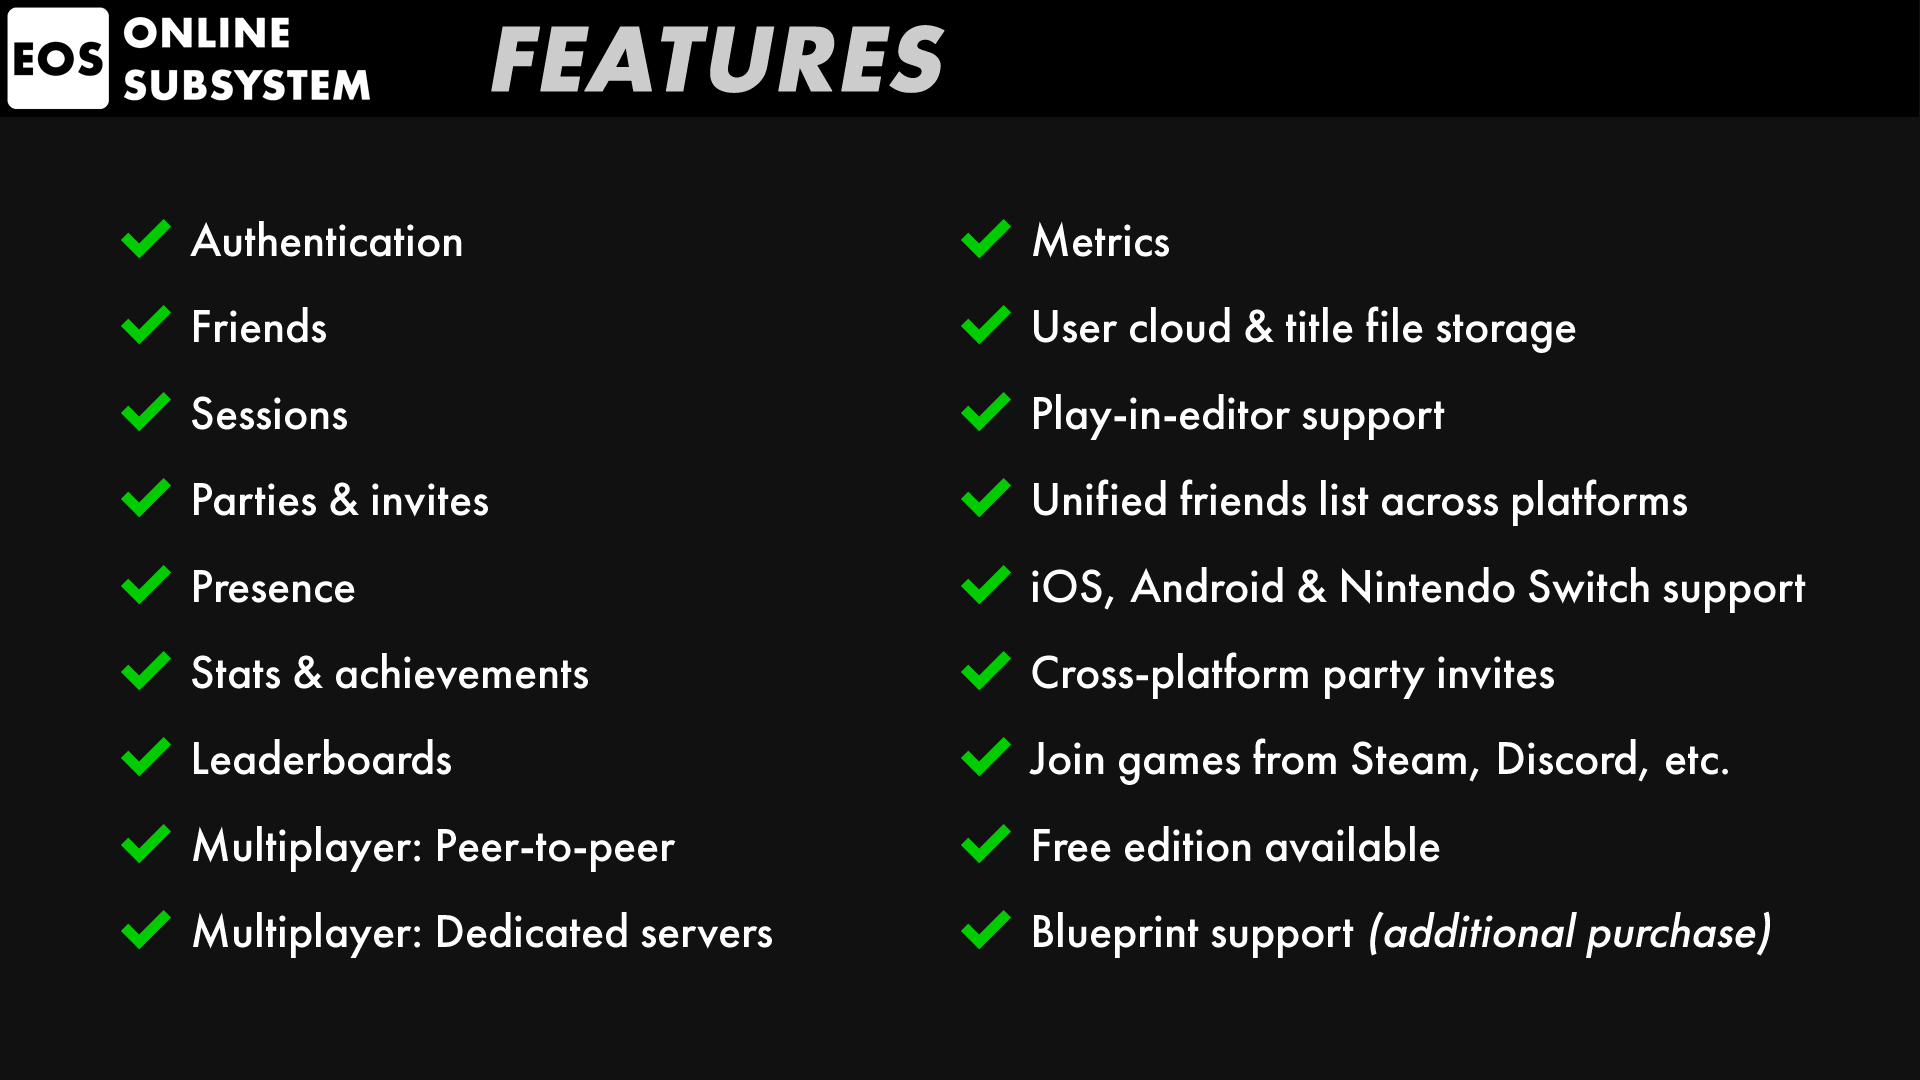 EOS
ONLINE
SUBSYSTEM
FEATURES
Authentication
Friends
Sessions
Parties & invites
Presence
Stats & achievements
Leaderboards
Multiplayer: Peer-to-peer
Multiplayer: Dedicated servers
Metrics
User cloud & title file storage
Play-in-editor support
Unified friends list across platforms
iOS, Android & Nintendo Switch support
Cross-platform party invites
Join games from Steam, Discord, etc.
Free edition available
Blueprint support (additional purchase)